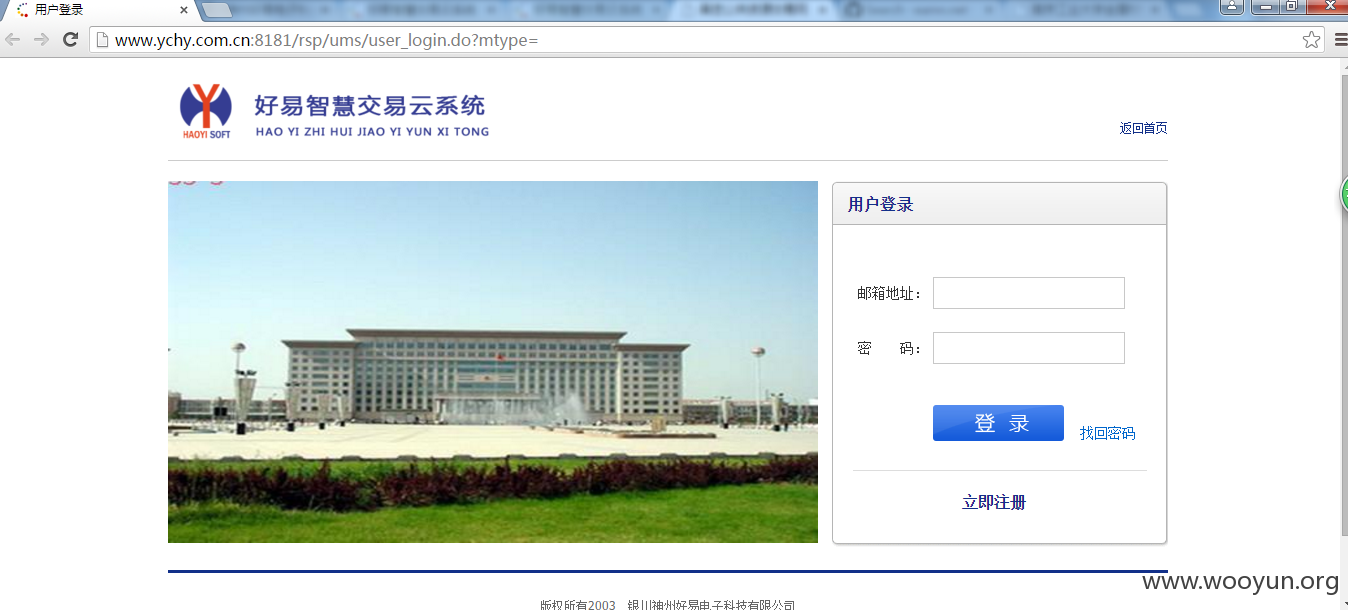 用户登录
www.ychy.com.cn:8181/rsp/ums/user_login.do?mtype=
HAOYI SOFT
好易智慧交易云系统
HAO YI ZHI HUI JIAO YI YUN XI TONG
返回首页
用户登录
邮箱地址：
密 码：
登 录
找回密码
立即注册
www.wooyun.org
版权所有2003 银川神州好易电子科技有限公司